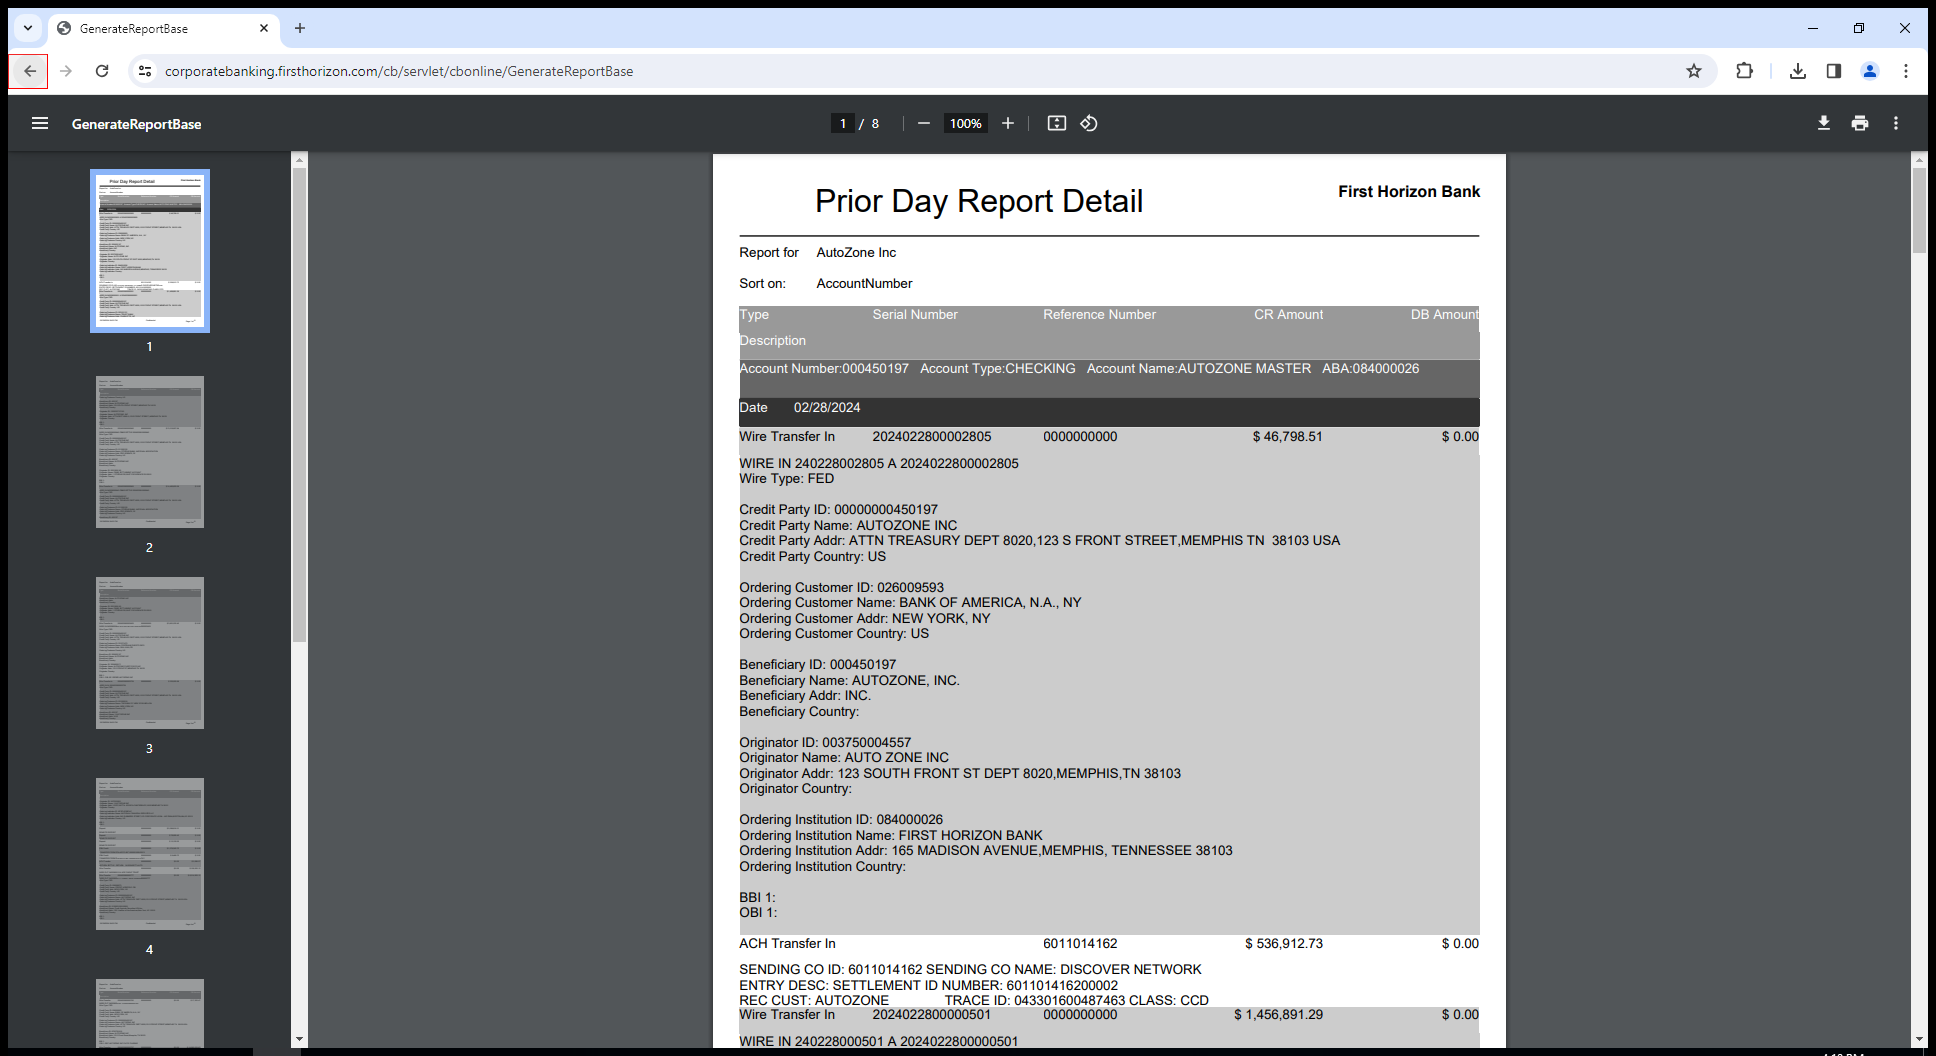 GenerateReportBase
corporatebanking.firsthorizon.com/cb/servlet/cbonline/GenerateReportBase
GenerateReportBase
1 / 8
100%
1
2
3
4
Prior Day Report Detail
First Horizon Bank
Report for AutoZone Inc
Sort on: AccountNumber
Type Serial Number Reference Number CR Amount DB Amount
Description
Account Number:000450197 Account Type:CHECKING Account Name:AUTOZONE MASTER ABA:084000026
Date 02/28/2024
Wire Transfer In 2024022800002805 0000000000 $ 46,798.51 $ 0.00
WIRE IN 240228002805 A 2024022800002805
Wire Type: FED
Credit Party ID: 00000000450197
Credit Party Name: AUTOZONE INC
Credit Party Addr: ATTN TREASURY DEPT 8020,123 S FRONT STREET,MEMPHIS TN 38103 USA
Credit Party Country: US
Ordering Customer ID: 026009593
Ordering Customer Name: BANK OF AMERICA, N.A., NY
Ordering Customer Addr: NEW YORK, NY
Ordering Customer Country: US
Beneficiary ID: 000450197
Beneficiary Name: AUTOZONE, INC.
Beneficiary Addr: INC.
Beneficiary Country:
Originator ID: 003750004557
Originator Name: AUTO ZONE INC
Originator Addr: 123 SOUTH FRONT ST DEPT 8020,MEMPHIS,TN 38103
Originator Country:
Ordering Institution ID: 084000026
Ordering Institution Name: FIRST HORIZON BANK
Ordering Institution Addr: 165 MADISON AVENUE,MEMPHIS, TENNESSEE 38103
Ordering Institution Country:
BBI 1:
OBI 1:
ACH Transfer In 6011014162 $ 536,912.73 $ 0.00
SENDING CO ID: 6011014162 SENDING CO NAME: DISCOVER NETWORK
ENTRY DESC: SETTLEMENT ID NUMBER: 601101416200002
REC CUST: AUTOZONE TRACE ID: 043301600487463 CLASS: CCD
Wire Transfer In 2024022800000501 0000000000 $ 1,456,891.29 $ 0.00
WIRE IN 240228000501 A 2024022800000501